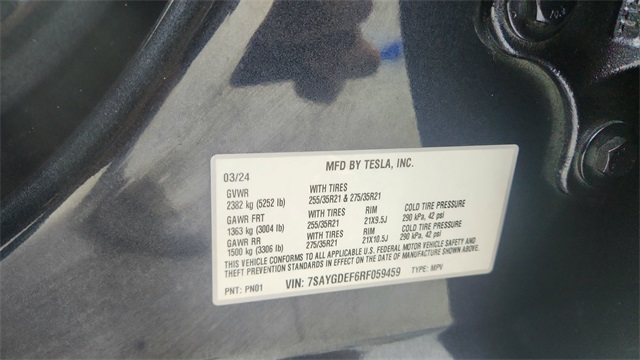 MFD BY TESLA, INC.
03/24
GVWR WITH TIRES
2382 kg (5252 lb) 255/35R21 & 275/35R21
GAWR FRT WITH TIRES RIM COLD TIRE PRESSURE
1363 kg (3004 lb) 255/35R21 21X9.5J 290 kPa, 42 psi
GAWR RR WITH TIRES RIM COLD TIRE PRESSURE
1500 kg (3306 lb) 275/35R21 21X10.5J 290 kPa, 42 psi
THIS VEHICLE CONFORMS TO ALL APPLICABLE U.S. FEDERAL MOTOR VEHICLE SAFETY AND
THEFT PREVENTION STANDARDS IN EFFECT ON THE DATE OF MANUFACTURE SHOWN ABOVE.
PNT: PN01 VIN: 7SAYGDEF6RF059459 TYPE: MPV